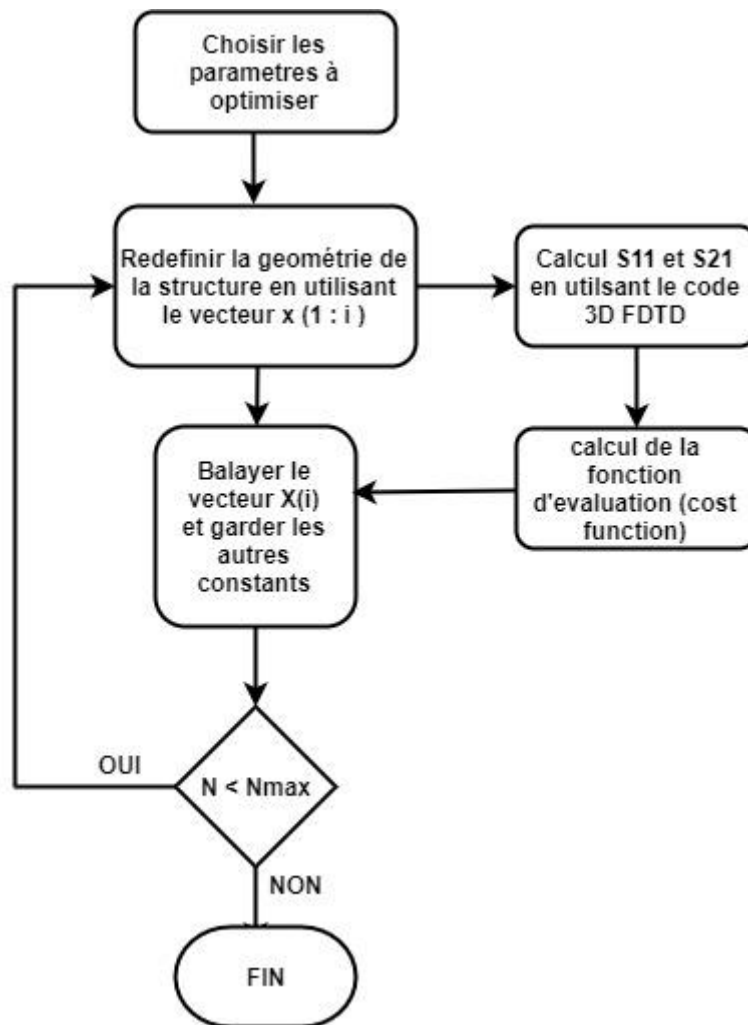 Choisir les
parametres à
optimiser
Redefinir la geométrie de
la structure en utilisant
le vecteur x (1 : i )
Calcul S11 et S21
en utilsant le code
3D FDTD
calcul de la
fonction
d'evaluation (cost
function)
Balayer le
vecteur X(i)
et garder les
autres
constants
OUI
N < Nmax
NON
FIN